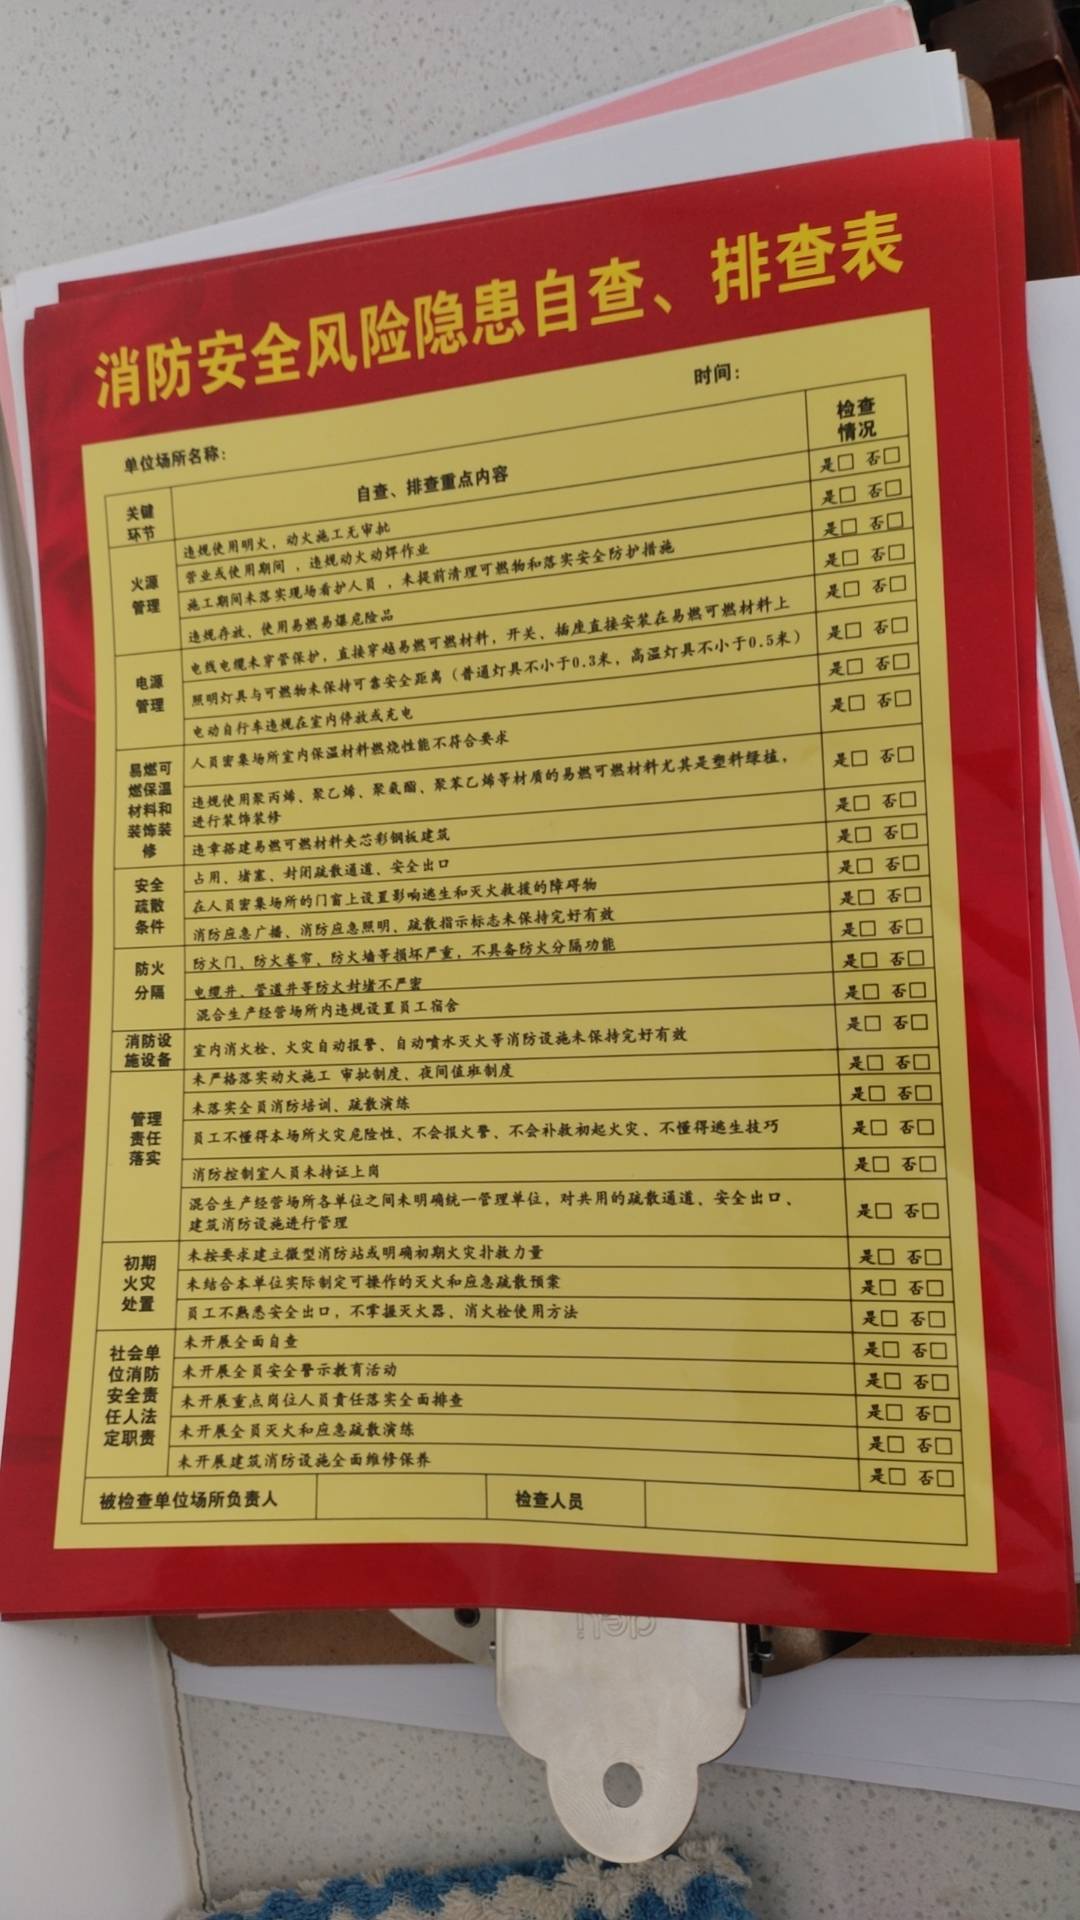 消防安全风险隐患自查、排查表
单位场所名称：
时间：
关键
环节
自查、排查重点内容
检查
情况
火源
管理
违规使用明火，动火施工无审批
是□ 否□
营业或使用期间，违规动火动焊作业
是□ 否□
施工期间未落实现场看护人员，未提前清理可燃物和落实安全防护措施
是□ 否□
违规存放、使用易燃易爆危险品
是□ 否□
电源
管理
电线电缆未穿管保护，直接穿越易燃可燃材料，开关、插座直接安装在易燃可燃材料上
是□ 否□
照明灯具与可燃物未保持可靠安全距离（普通灯具不小于0.3米，高温灯具不小于0.5米）
是□ 否□
电动自行车违规在室内停放或充电
是□ 否□
易燃可
燃保温
材料和
装饰装
修
人员密集场所室内保温材料燃烧性能不符合要求
是□ 否□
违规使用聚丙烯、聚乙烯、聚氨酯、聚苯乙烯等材质的易燃可燃材料尤其是塑料绿植，
进行装饰装修
是□ 否□
违章搭建易燃可燃材料夹芯彩钢板建筑
是□ 否□
安全
疏散
条件
占用、堵塞、封闭疏散通道、安全出口
是□ 否□
在人员密集场所的门窗上设置影响逃生和灭火救援的障碍物
是□ 否□
消防应急广播、消防应急照明、疏散指示标志未保持完好有效
是□ 否□
防火
分隔
防火门、防火卷帘、防火墙等损坏严重，不具备防火分隔功能
是□ 否□
电缆井、管道井等防火封堵不严密
是□ 否□
混合生产经营场所内违规设置员工宿舍
是□ 否□
消防设
施设备
室内消火栓、火灾自动报警、自动喷水灭火等消防设施未保持完好有效
是□ 否□
管理
责任
落实
未严格落实动火施工 审批制度、夜间值班制度
是□ 否□
未落实全员消防培训、疏散演练
是□ 否□
员工不懂得本场所火灾危险性、不会报火警、不会补救初起火灾、不懂得逃生技巧
是□ 否□
消防控制室人员未持证上岗
是□ 否□
混合生产经营场所各单位之间未明确统一管理单位，对共用的疏散通道、安全出口、
建筑消防设施进行管理
是□ 否□
初期
火灾
处置
未按要求建立微型消防站或明确初期火灾扑救力量
是□ 否□
未结合本单位实际制定可操作的灭火和应急疏散预案
是□ 否□
员工不熟悉安全出口，不掌握灭火器、消火栓使用方法
是□ 否□
社会单
位消防
安全责
任人法
定职责
未开展全面自查
是□ 否□
未开展全员安全警示教育活动
是□ 否□
未开展重点岗位人员责任落实全面排查
是□ 否□
未开展全员灭火和应急疏散演练
是□ 否□
未开展建筑消防设施全面维修保养
是□ 否□
被检查单位场所负责人
检查人员
deli